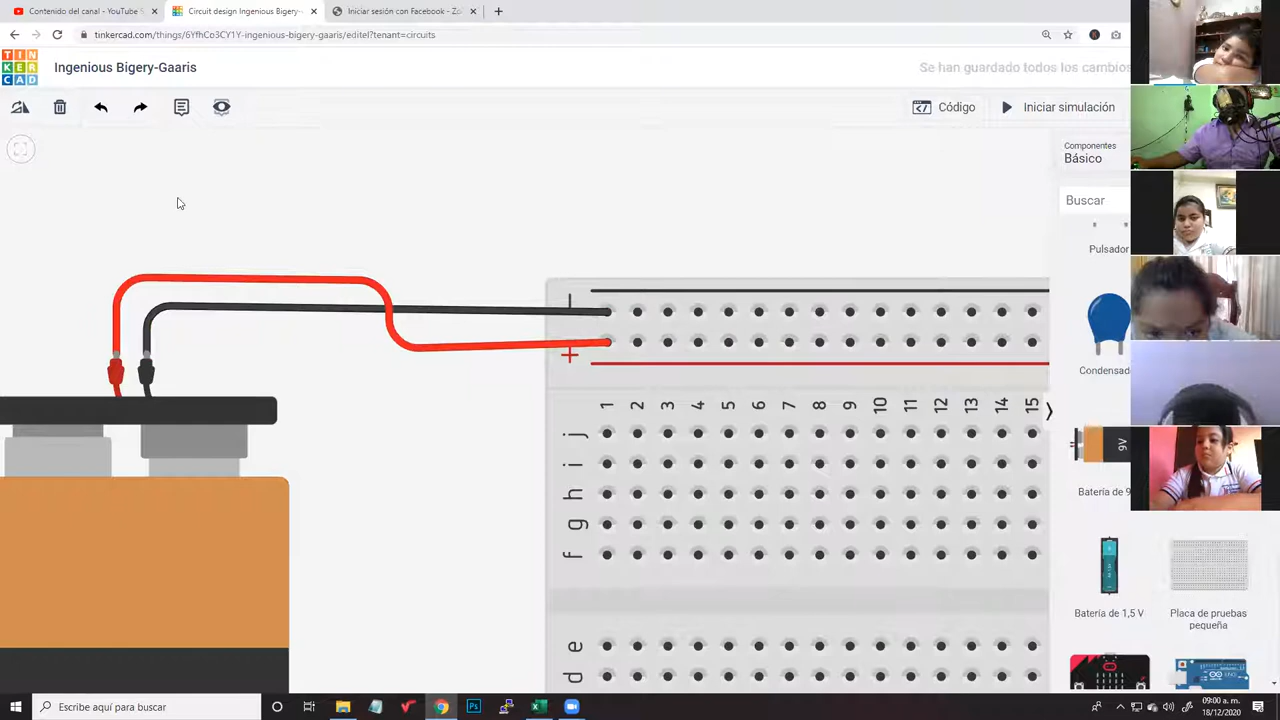 Contenido del canal - YouTube S
Circuit design Ingenious Bigery-
Iniciar sesión con Facebook - Zo
tinkercad.com/things/6YfhCo3CY1Y-ingenious-bigery-gaaris/editel?tenant=circuits
TIN
KER
CAD
Ingenious Bigery-Gaaris
Se han guardado todos los cambios
Código
Iniciar simulación
Componentes
Básico
Buscar
Pulsador
Condensado
9V
Batería de 9
Batería de 1,5 V
Placa de pruebas
pequeña
1 2 3 4 5 6 7 8 9 10 11 12 13 14 15
j
i
h
g
f
e
d
Escribe aquí para buscar
09:00 a. m.
18/12/2020